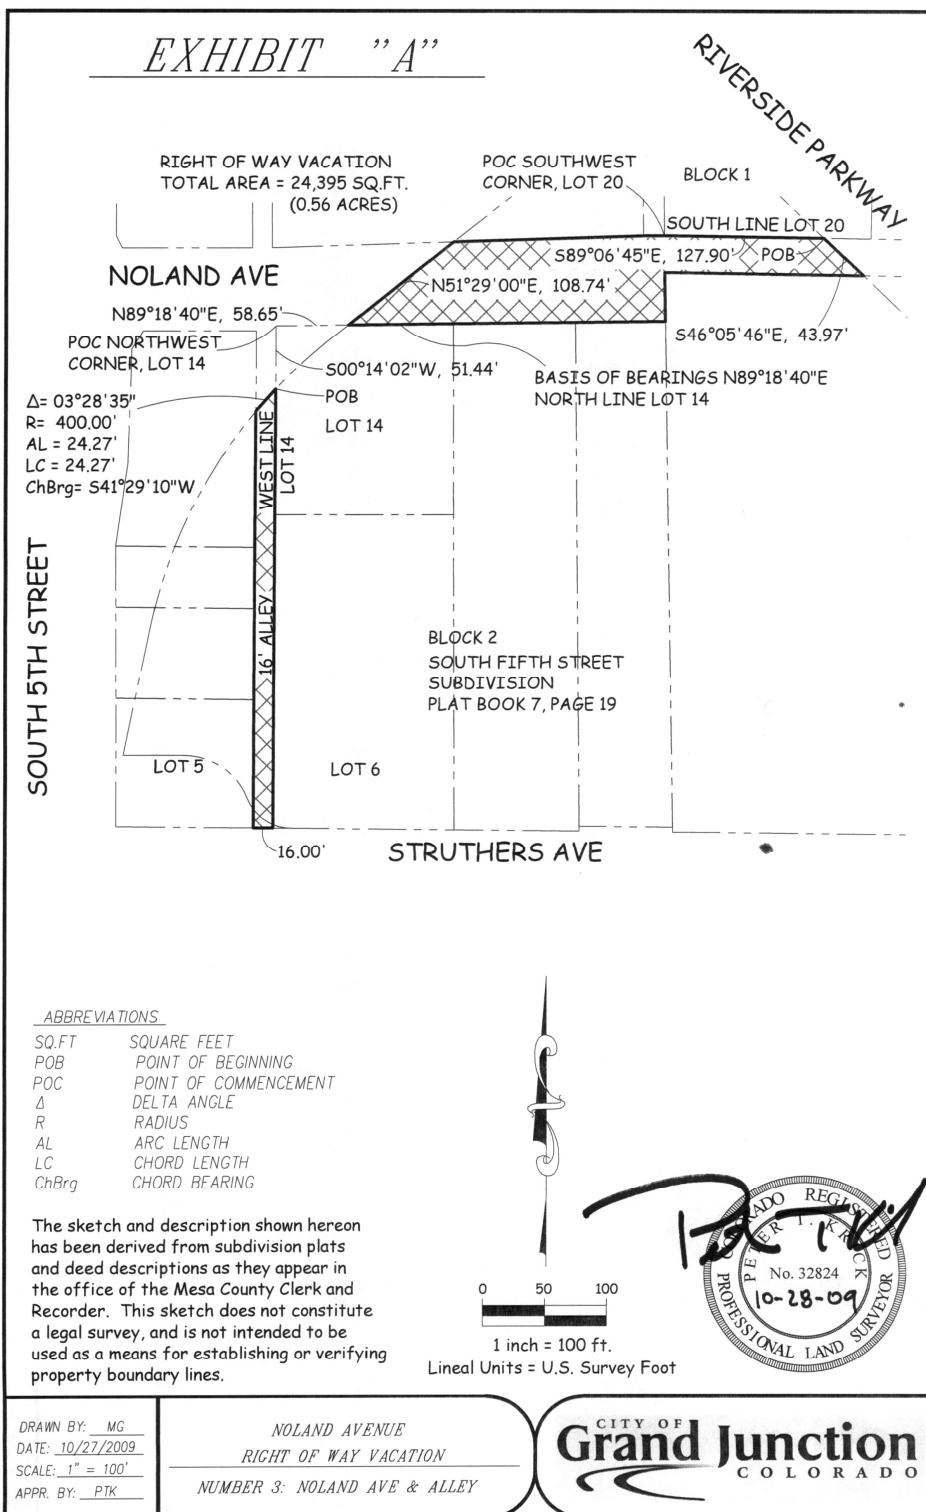 EXHIBIT "A"
RIVERSIDE PARKWAY
RIGHT OF WAY VACATION
TOTAL AREA = 24,395 SQ.FT.
(0.56 ACRES)
POC SOUTHWEST
CORNER, LOT 20
BLOCK 1
SOUTH LINE LOT 20
S89°06'45"E, 127.90'
POB
NOLAND AVE
N51°29'00"E, 108.74'
N89°18'40"E, 58.65'
POC NORTHWEST
CORNER, LOT 14
S46°05'46"E, 43.97'
S00°14'02"W, 51.44'
BASIS OF BEARINGS N89°18'40"E
NORTH LINE LOT 14
POB
LOT 14
Δ= 03°28'35"
R= 400.00'
AL = 24.27'
LC = 24.27'
ChBrg= S41°29'10"W
WEST LINE
LOT 14
SOUTH 5TH STREET
16' ALLEY
BLOCK 2
SOUTH FIFTH STREET
SUBDIVISION
PLAT BOOK 7, PAGE 19
LOT 5
LOT 6
16.00'
STRUTHERS AVE
ABBREVIATIONS
SQ.FT SQUARE FEET
POB POINT OF BEGINNING
POC POINT OF COMMENCEMENT
Δ DELTA ANGLE
R RADIUS
AL ARC LENGTH
LC CHORD LENGTH
ChBrg CHORD BEARING
The sketch and description shown hereon
has been derived from subdivision plats
and deed descriptions as they appear in
the office of the Mesa County Clerk and
Recorder. This sketch does not constitute
a legal survey, and is not intended to be
used as a means for establishing or verifying
property boundary lines.
0 50 100
1 inch = 100 ft.
Lineal Units = U.S. Survey Foot
COLORADO REGISTERED
PETER T. KRICK
No. 32824
10-28-09
PROFESSIONAL LAND SURVEYOR
DRAWN BY: MG
DATE: 10/27/2009
SCALE: 1" = 100'
APPR. BY: PTK
NOLAND AVENUE
RIGHT OF WAY VACATION
NUMBER 3: NOLAND AVE & ALLEY
CITY OF
Grand Junction
COLORADO